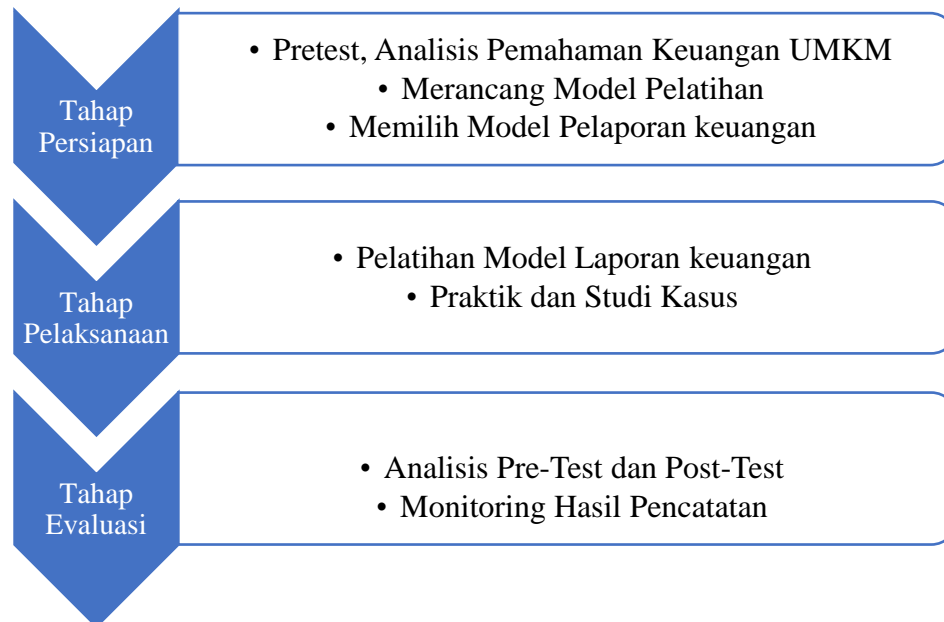 Tahap
Persiapan
• Pretest, Analisis Pemahaman Keuangan UMKM
• Merancang Model Pelatihan
• Memilih Model Pelaporan keuangan
Tahap
Pelaksanaan
• Pelatihan Model Laporan keuangan
• Praktik dan Studi Kasus
Tahap
Evaluasi
• Analisis Pre-Test dan Post-Test
• Monitoring Hasil Pencatatan